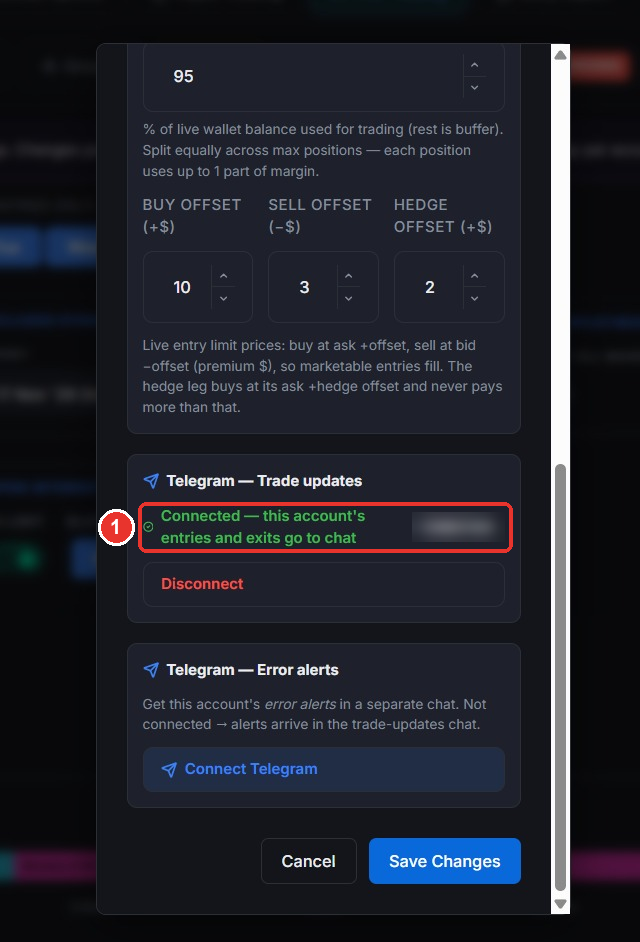 95
% of live wallet balance used for trading (rest is buffer).
Split equally across max positions — each position
uses up to 1 part of margin.
BUY OFFSET
(+$)
SELL OFFSET
(−$)
HEDGE
OFFSET (+$)
10
3
2
Live entry limit prices: buy at ask +offset, sell at bid
−offset (premium $), so marketable entries fill. The
hedge leg buys at its ask +hedge offset and never pays
more than that.
Telegram — Trade updates
1
Connected — this account's
entries and exits go to chat
Disconnect
Telegram — Error alerts
Get this account's error alerts in a separate chat. Not
connected → alerts arrive in the trade-updates chat.
Connect Telegram
Cancel
Save Changes